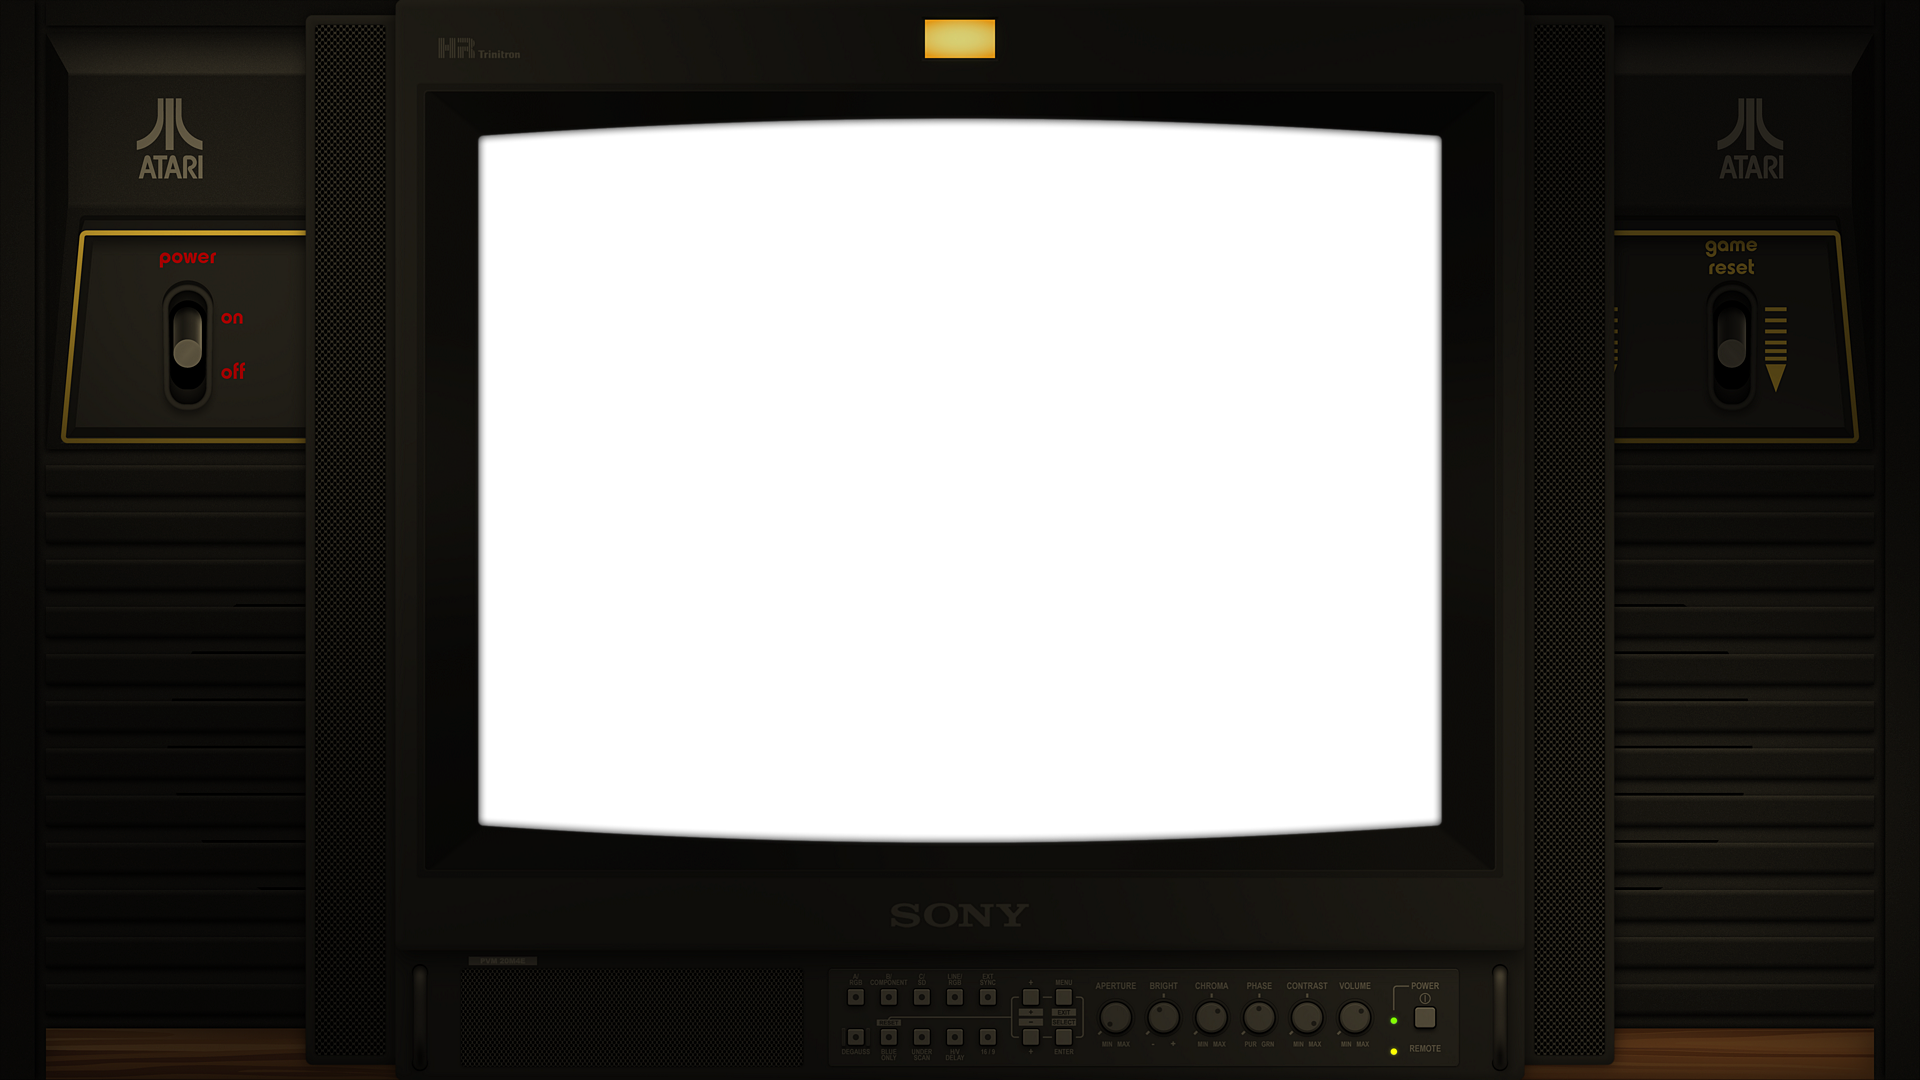 HR Trinitron
ATARI
ATARI
power
on
off
game
reset
SONY
PVM 20M4E
A/
RGB
B/
COMPONENT
C/
SD
LINE/
RGB
EXT
SYNC
MENU
EXIT
SELECT
ENTER
RESET
DEGAUSS
BLUE
ONLY
UNDER
SCAN
H/V
DELAY
16/9
APERTURE
BRIGHT
CHROMA
PHASE
CONTRAST
VOLUME
MIN MAX
- +
MIN MAX
PUR GRN
MIN MAX
MIN MAX
POWER
REMOTE